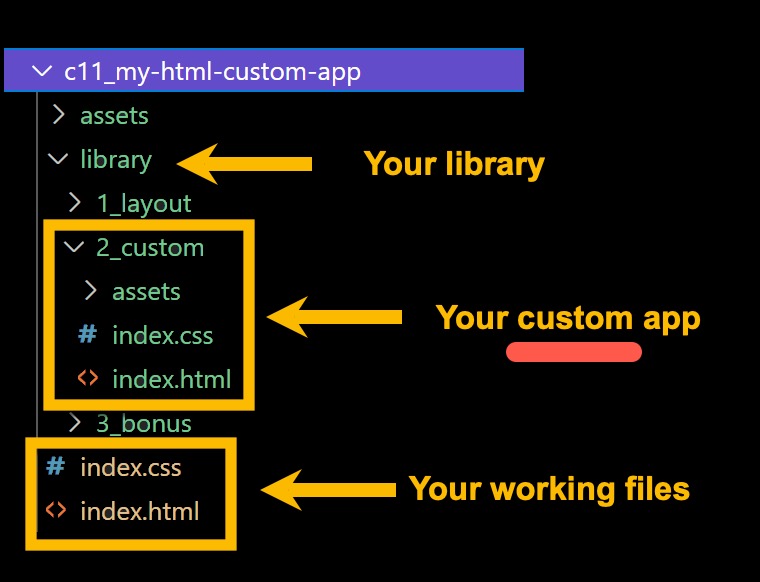 c11_my-html-custom-app
assets
library
Your library
1_layout
2_custom
assets
Your custom app
# index.css
<> index.html
3_bonus
# index.css
Your working files
<> index.html